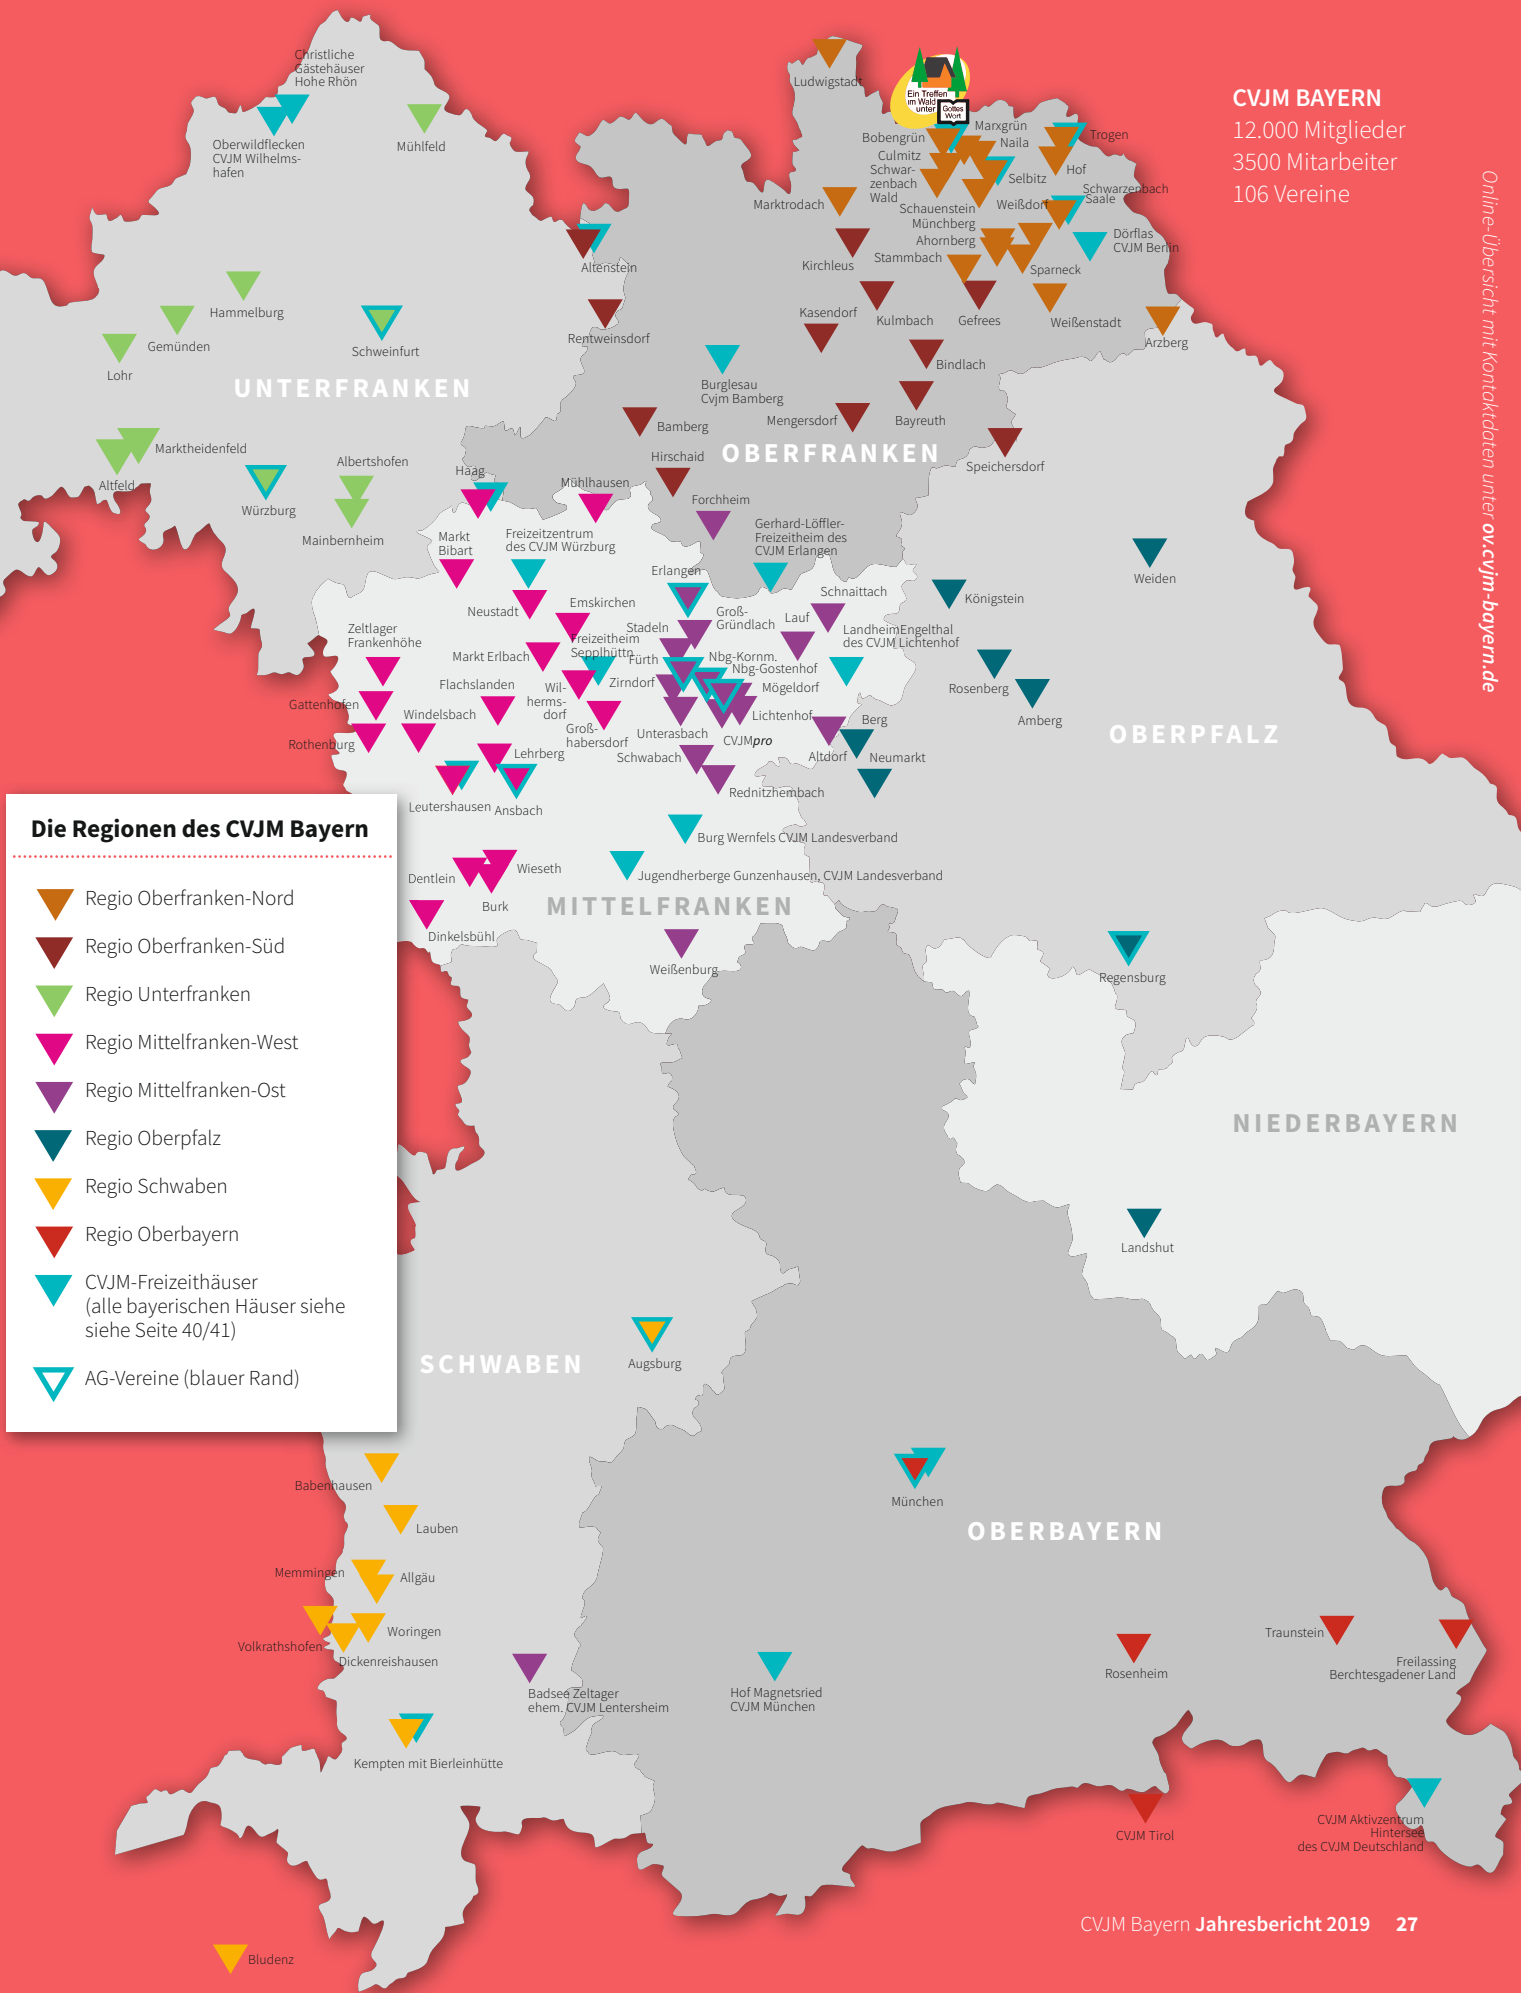 Christliche
Gästehäuser
Hohe Rhön
Oberwildflecken
CVJM Wilhelms-
hafen
Mühlfeld
Ludwigstadt
Ein Treffen
im Wald
unter
Gottes
Wort
CVJM BAYERN
12.000 Mitglieder
3500 Mitarbeiter
106 Vereine
Online-Übersicht mit Kontaktdaten unter ov.cvjm-bayern.de
Bobengrün
Marxgrün
Naila
Trogen
Culmitz
Schwar-
zenbach
Wald
Hof
Selbitz
Schwarzenbach
Saale
Marktrodach
Schauenstein
Weißdorf
Münchberg
Ahornberg
Dörflas
CVJM Berlin
Stammbach
Sparneck
Kirchleus
Altenstein
Hammelburg
Gemünden
Schweinfurt
Lohr
Rentweinsdorf
Kasendorf
Kulmbach
Gefrees
Weißenstadt
Arzberg
UNTERFRANKEN
Burglesau
Cvjm Bamberg
Bindlach
Mengersdorf
Bayreuth
Bamberg
OBERFRANKEN
Speichersdorf
Marktheidenfeld
Altfeld
Würzburg
Albertshofen
Mainbernheim
Haag
Mühlhausen
Hirschaid
Forchheim
Markt
Bibart
Freizeitzentrum
des CVJM Würzburg
Gerhard-Löffler-
Freizeitheim des
CVJM Erlangen
Weiden
Erlangen
Schnaittach
Königstein
Neustadt
Emskirchen
Groß-
Gründlach
Lauf
Stadeln
LandheimEngelthal
des CVJM Lichtenhof
Zeltlager
Frankenhöhe
Freizeitheim
Sepplhüttn
Markt Erlbach
Fürth
Nbg-Kornm.
Nbg-Gostenhof
Zirndorf
Mögeldorf
Flachslanden
Wil-
herms-
dorf
Rosenberg
Amberg
Gattenhofen
Windelsbach
Lichtenhof
Berg
Rothenburg
Groß-
habersdorf
Unterasbach
CVJMpro
OBERPFALZ
Lehrberg
Schwabach
Altdorf
Neumarkt
Rednitzhembach
Leutershausen
Ansbach
Burg Wernfels CVJM Landesverband
Jugendherberge Gunzenhausen, CVJM Landesverband
Dentlein
Wieseth
Burk
MITTELFRANKEN
Dinkelsbühl
Weißenburg
Regensburg
Die Regionen des CVJM Bayern
Regio Oberfranken-Nord
Regio Oberfranken-Süd
Regio Unterfranken
Regio Mittelfranken-West
Regio Mittelfranken-Ost
Regio Oberpfalz
Regio Schwaben
Regio Oberbayern
CVJM-Freizeithäuser
(alle bayerischen Häuser siehe
siehe Seite 40/41)
AG-Vereine (blauer Rand)
NIEDERBAYERN
Landshut
SCHWABEN
Augsburg
Babenhausen
Lauben
München
OBERBAYERN
Memmingen
Allgäu
Volkrathshofen
Woringen
Dickenreishausen
Badsee Zeltager
ehem. CVJM Lentersheim
Hof Magnetsried
CVJM München
Rosenheim
Traunstein
Freilassing
Berchtesgadener Land
Kempten mit Bierleinhütte
CVJM Tirol
CVJM Aktivzentrum
Hintersee
des CVJM Deutschland
Bludenz
CVJM Bayern Jahresbericht 2019 27